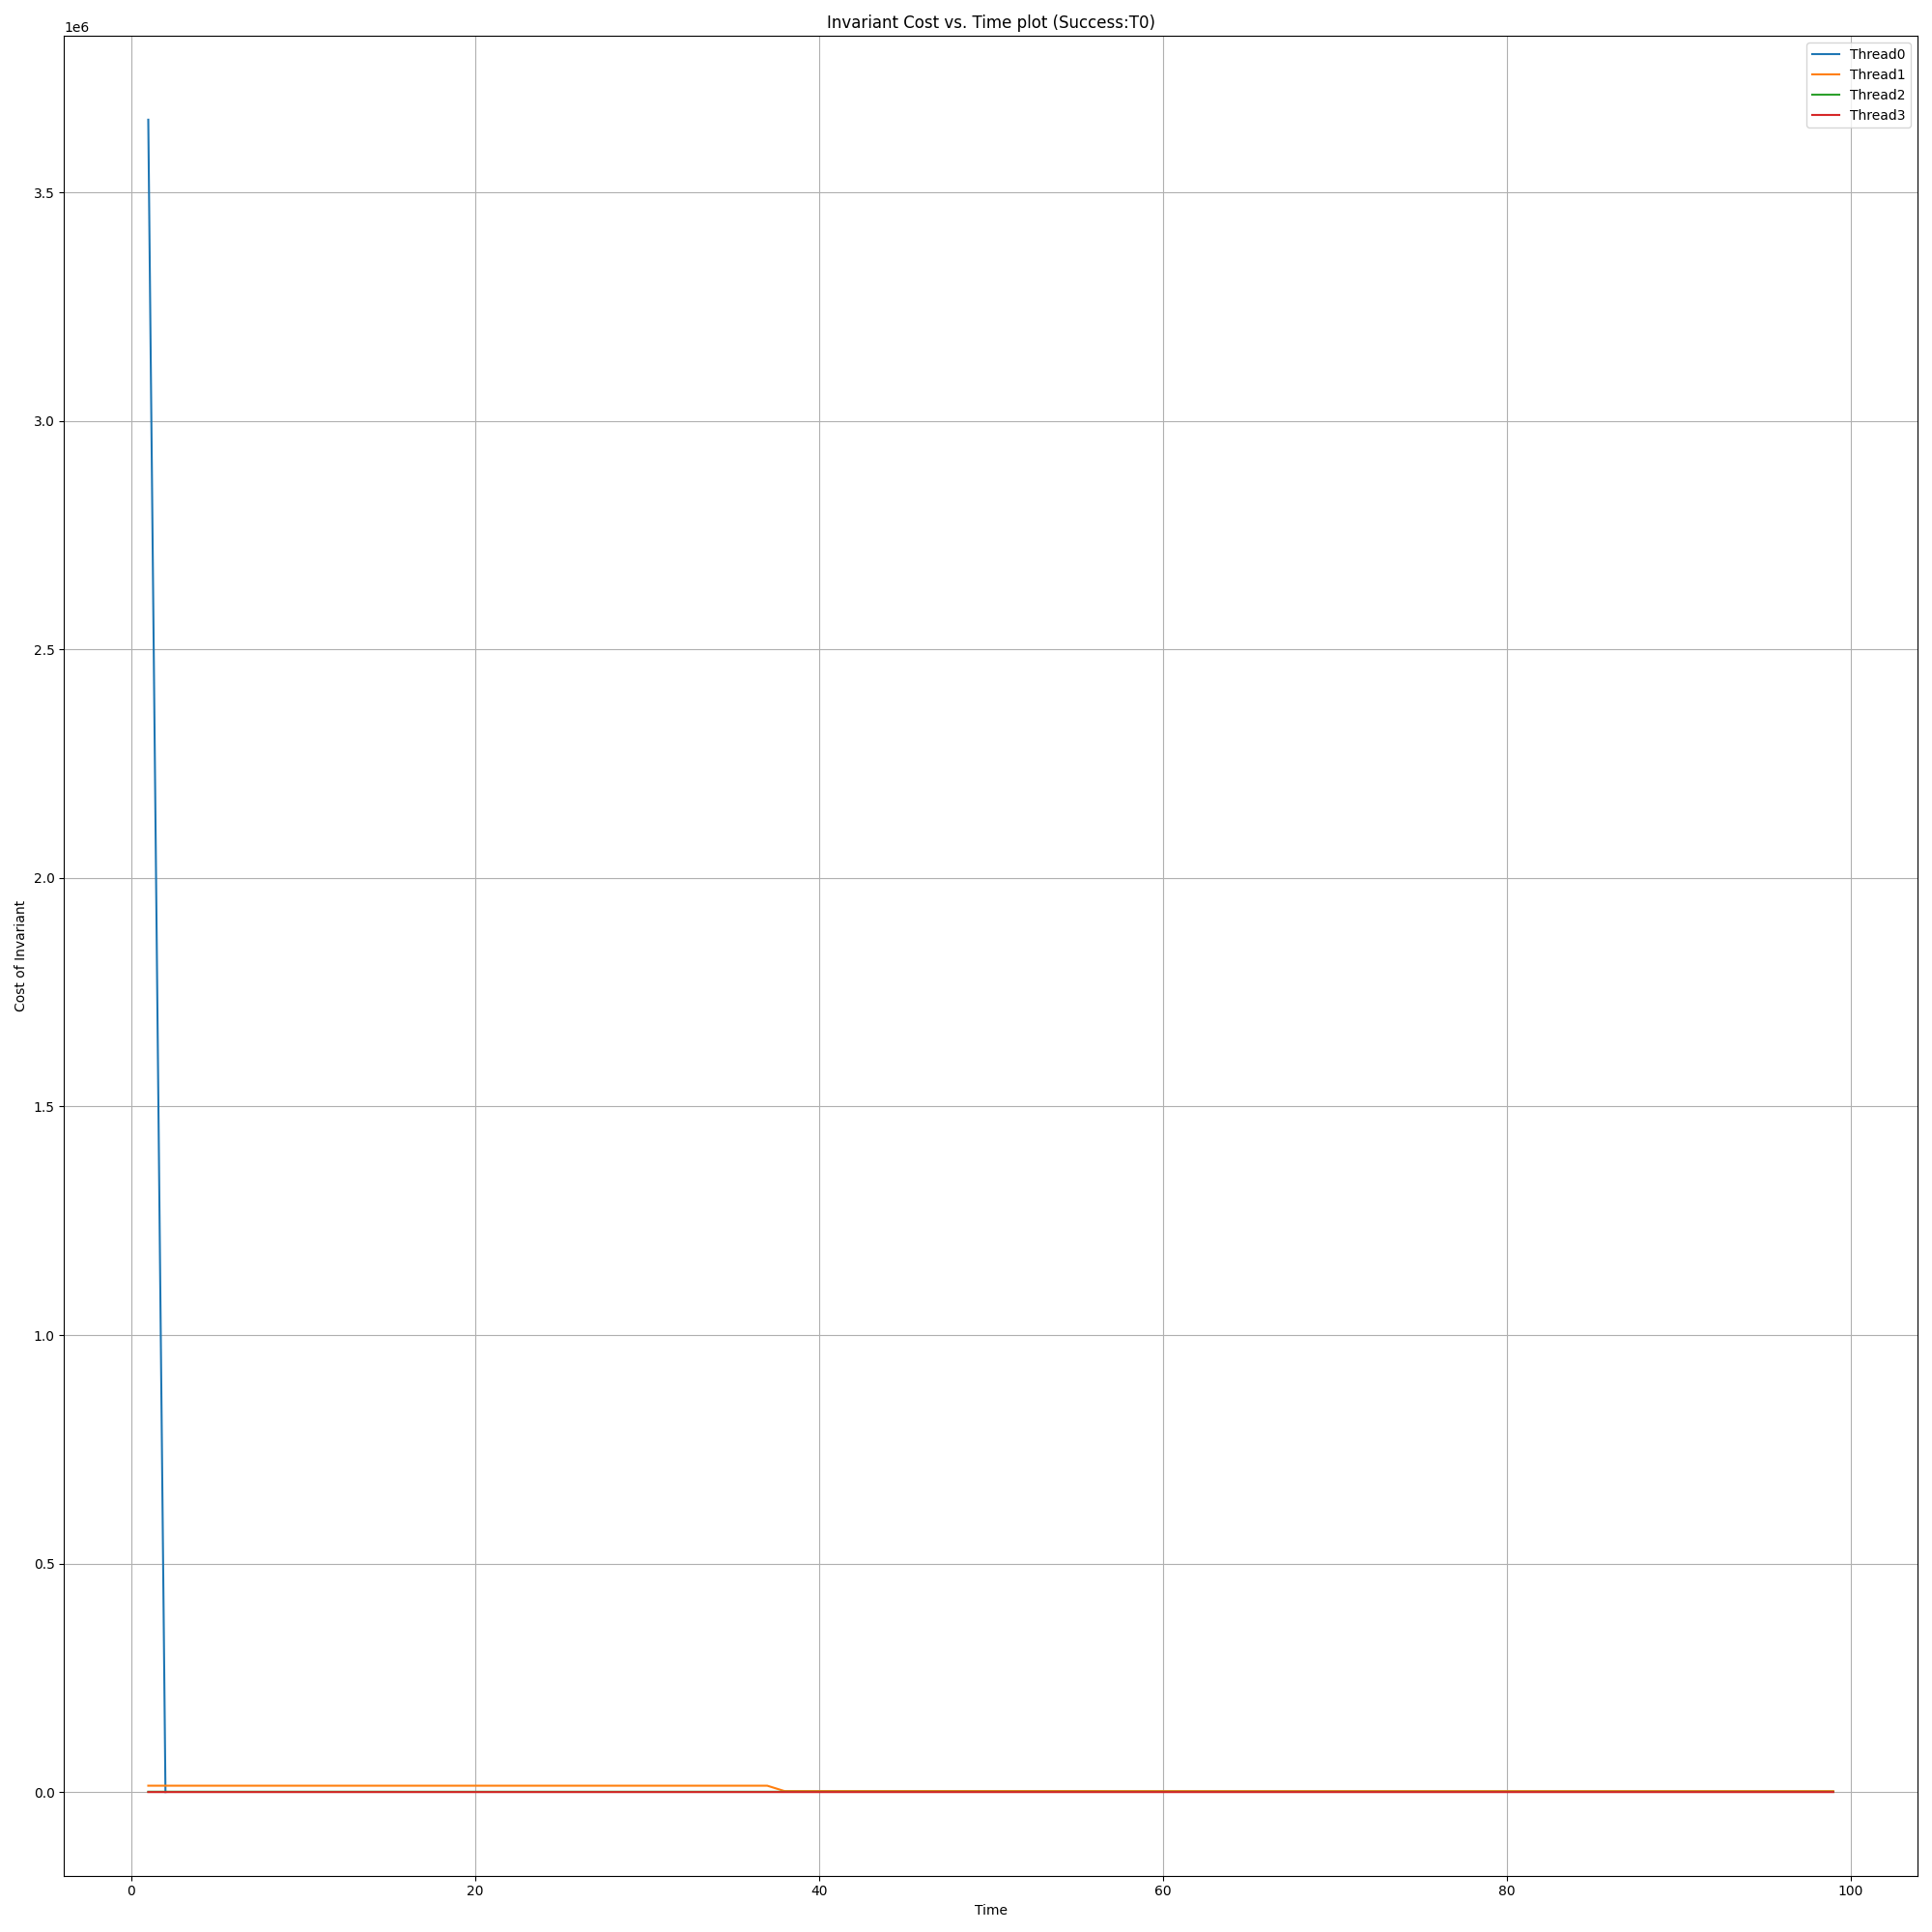 Invariant Cost vs. Time plot (Success:T0)
1e6
Thread0
Thread1
Thread2
Thread3
3.5
3.0
2.5
2.0
1.5
1.0
0.5
0.0
Cost of Invariant
0 20 40 60 80 100
Time